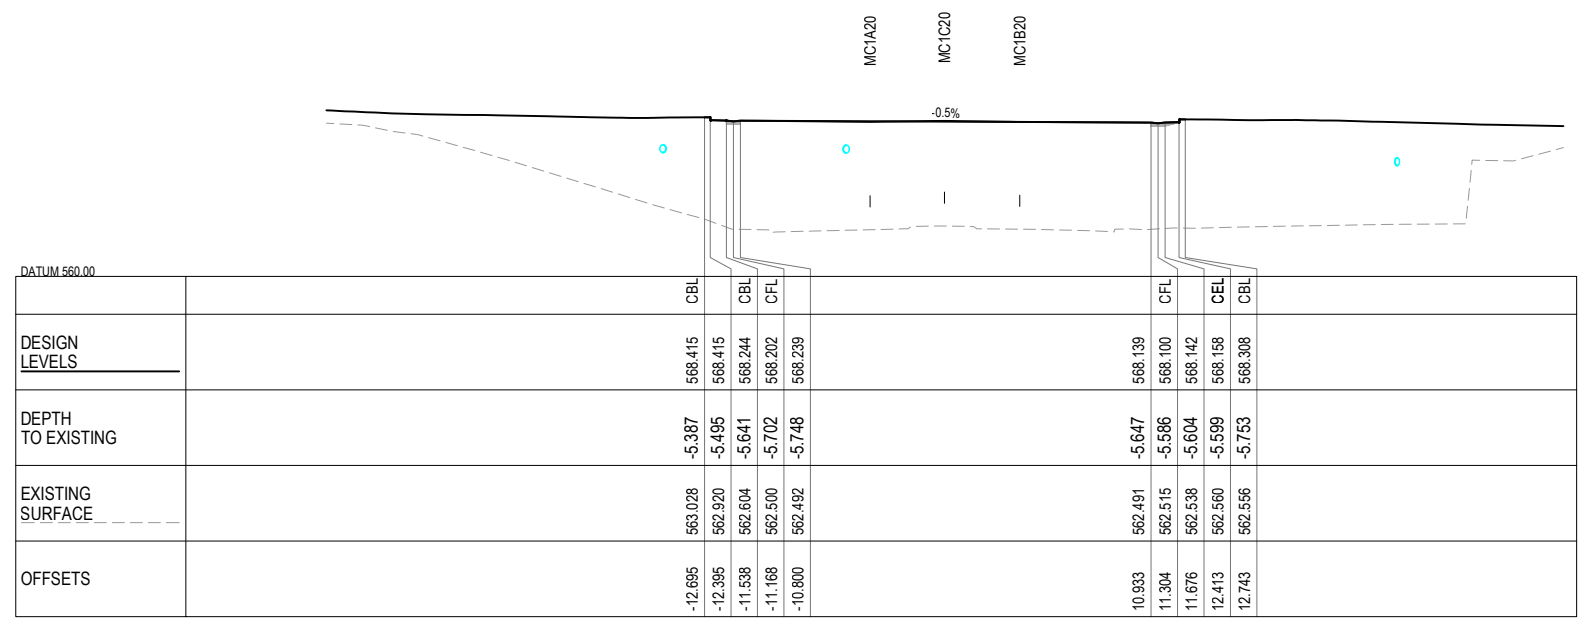 MC1A20
MC1C20
MC1B20
-0.5%
DATUM 560.00
CBL
CBL
CFL
CFL
CEL
CBL
DESIGN
LEVELS
568.415
568.415
568.244
568.202
568.239
568.139
568.100
568.142
568.158
568.308
DEPTH
TO EXISTING
-5.387
-5.495
-5.641
-5.702
-5.748
-5.647
-5.586
-5.604
-5.599
-5.753
EXISTING
SURFACE
563.028
562.920
562.604
562.500
562.492
562.491
562.515
562.538
562.560
562.556
OFFSETS
-12.695
-12.395
-11.538
-11.168
-10.800
10.933
11.304
11.676
12.413
12.743